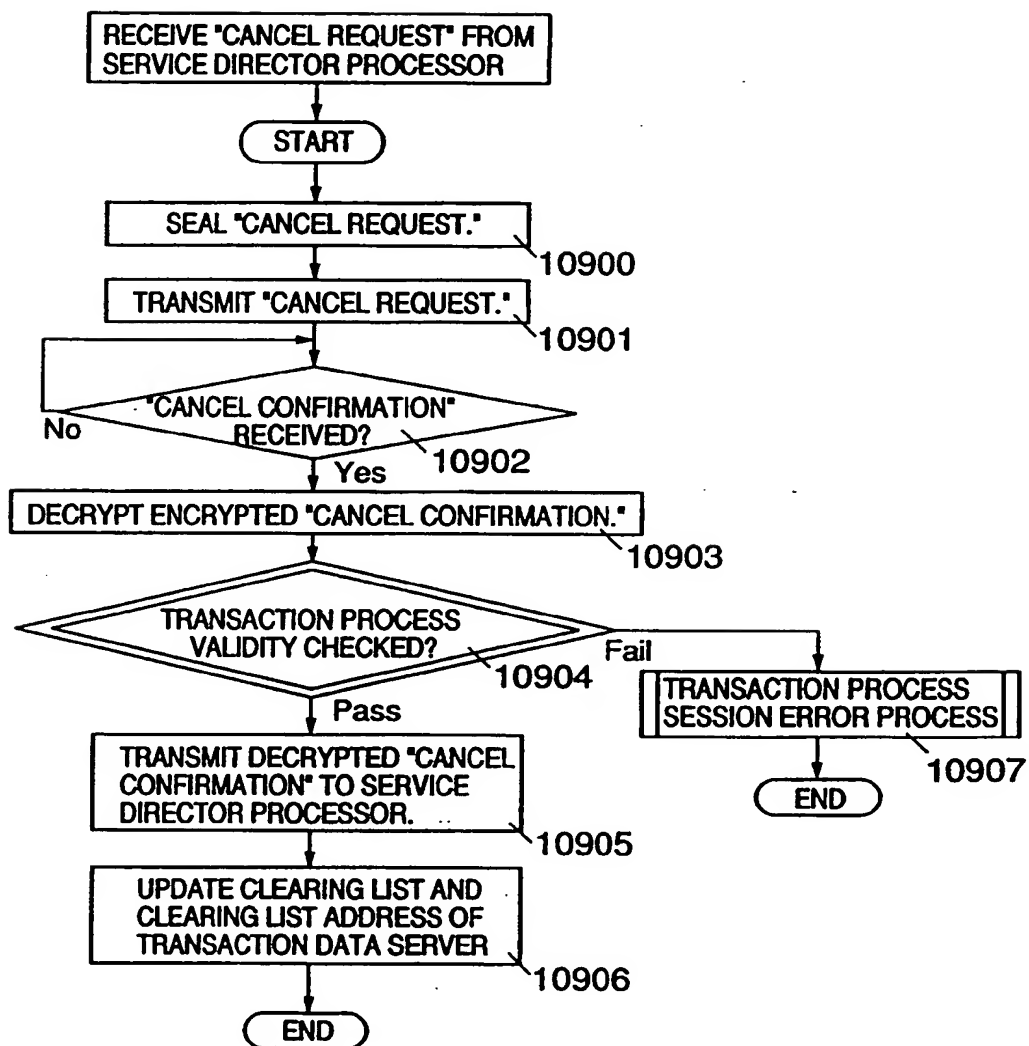 RECEIVE "CANCEL REQUEST" FROM
SERVICE DIRECTOR PROCESSOR
START
SEAL "CANCEL REQUEST."
10900
TRANSMIT "CANCEL REQUEST."
10901
"CANCEL CONFIRMATION"
RECEIVED?
No
10902
Yes
DECRYPT ENCRYPTED "CANCEL CONFIRMATION."
10903
TRANSACTION PROCESS
VALIDITY CHECKED?
Fail
10904
Pass
TRANSACTION PROCESS
SESSION ERROR PROCESS
10907
END
TRANSMIT DECRYPTED "CANCEL
CONFIRMATION" TO SERVICE
DIRECTOR PROCESSOR.
10905
UPDATE CLEARING LIST AND
CLEARING LIST ADDRESS OF
TRANSACTION DATA SERVER
10906
END